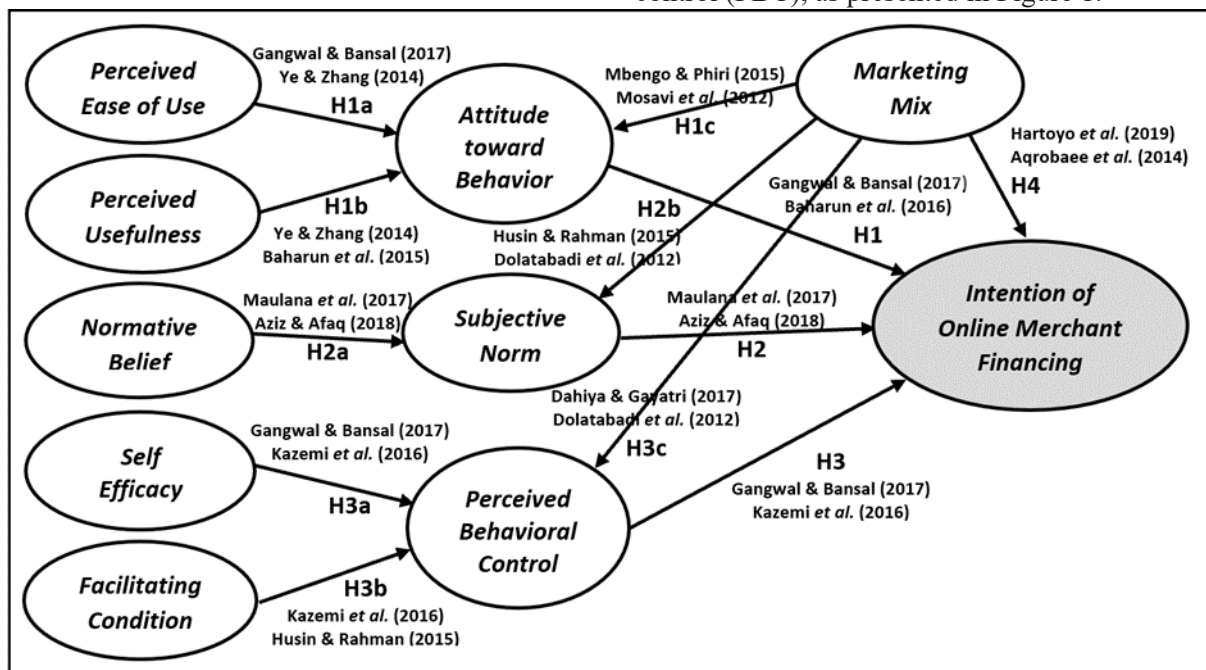 control as presented in Figure 1.
Perceived
Ease of Use
Gangwal & Bansal (2017)
Ye & Zhang (2014)
H1a
Attitude
toward
Behavior
Mbengo & Phiri (2015)
Mosavi et al. (2012)
H1c
Marketing
Mix
Hartoyo et al. (2019)
Aqrobaee et al. (2014)
H4
Perceived
Usefulness
H1b
Ye & Zhang (2014)
Baharun et al. (2015)
H2b
Husin & Rahman (2015)
Dolatabadi et al. (2012)
Gangwal & Bansal (2017)
Baharun et al. (2016)
H1
Intention of
Online Merchant
Financing
Normative
Belief
Maulana et al. (2017)
Aziz & Afaq (2018)
H2a
Subjective
Norm
Maulana et al. (2017)
Aziz & Afaq (2018)
H2
Dahiya & Gayatri (2017)
Dolatabadi et al. (2012)
H3c
Self
Efficacy
Gangwal & Bansal (2017)
Kazemi et al. (2016)
H3a
Perceived
Behavioral
Control
H3
Gangwal & Bansal (2017)
Kazemi et al. (2016)
Facilitating
Condition
H3b
Kazemi et al. (2016)
Husin & Rahman (2015)